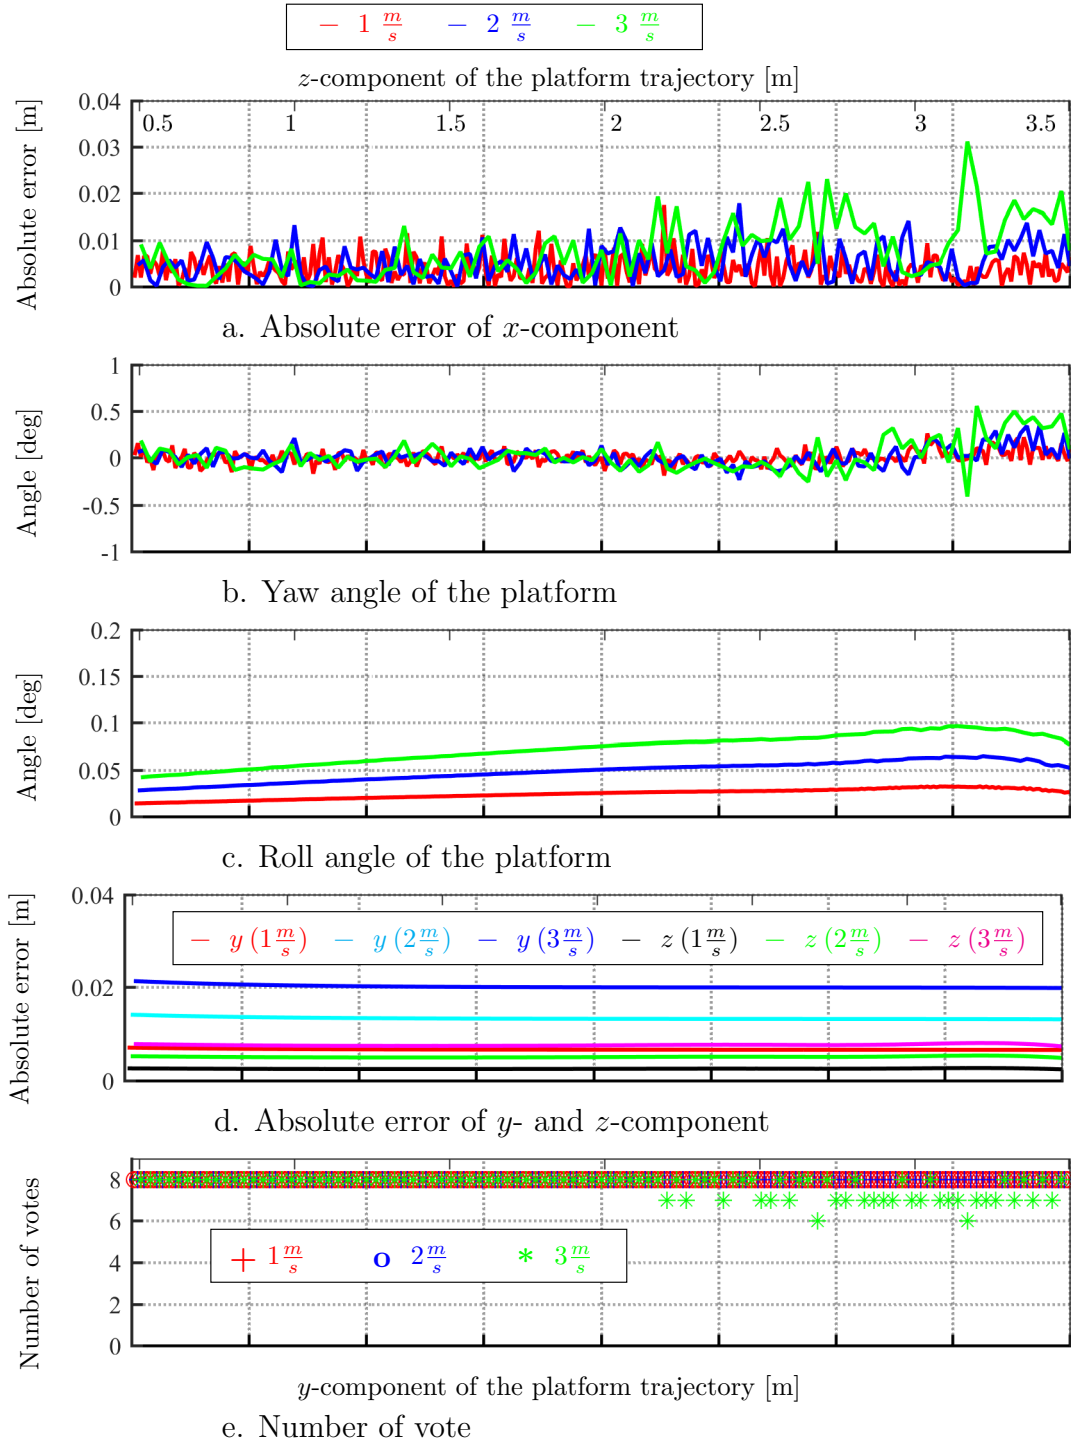 − 1 m/s − 2 m/s − 3 m/s
z-component of the platform trajectory [m]
Absolute error [m]
0.04
0.03
0.02
0.01
0
0.5 1 1.5 2 2.5 3 3.5
a. Absolute error of x-component
Angle [deg]
1
0.5
0
-0.5
-1
b. Yaw angle of the platform
Angle [deg]
0.2
0.15
0.1
0.05
0
c. Roll angle of the platform
Absolute error [m]
0.04
0.02
0
− y (1 m/s) − y (2 m/s) − y (3 m/s) − z (1 m/s) − z (2 m/s) − z (3 m/s)
d. Absolute error of y- and z-component
Number of votes
8
6
4
2
0
+ 1 m/s o 2 m/s * 3 m/s
y-component of the platform trajectory [m]
e. Number of vote